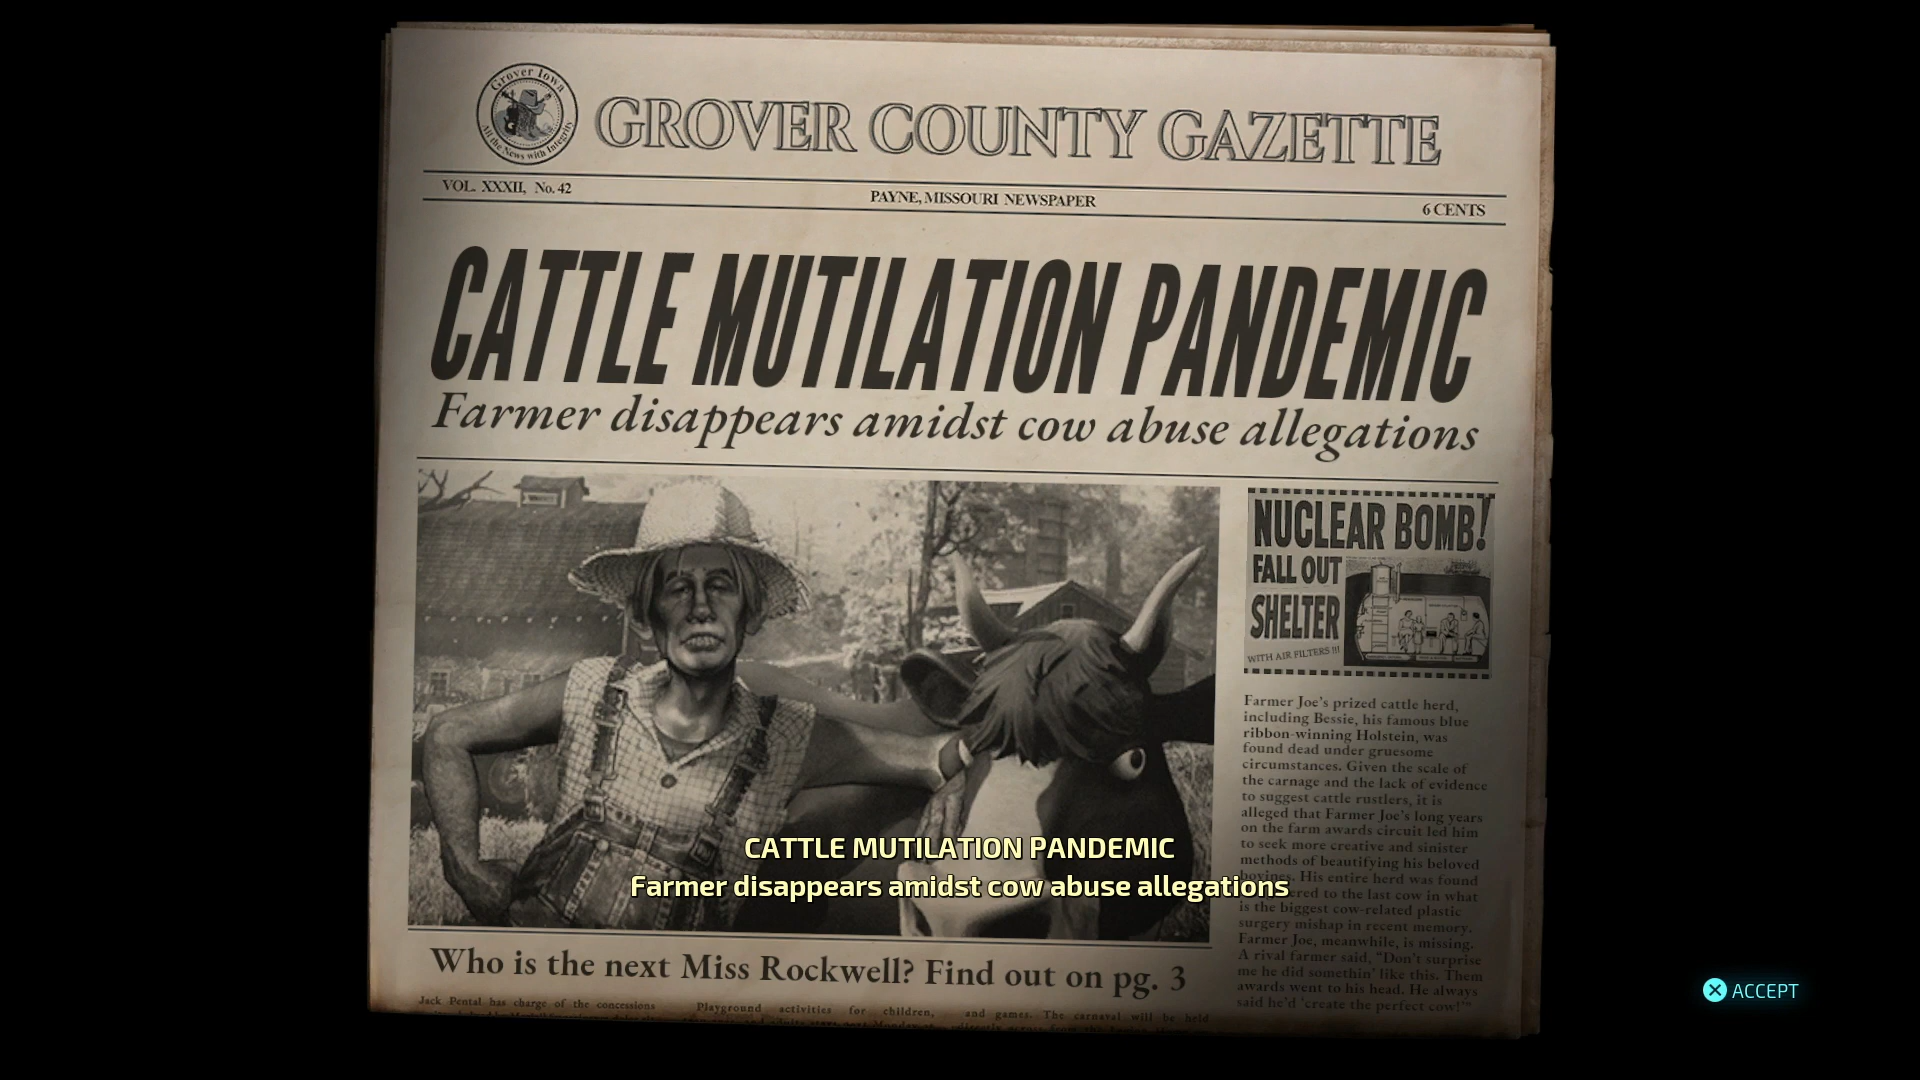 Grover Iowa
All the News with Integrity
GROVER COUNTY GAZETTE
VOL. XXXII, No. 42
PAYNE, MISSOURI NEWSPAPER
6 CENTS
CATTLE MUTILATION PANDEMIC
Farmer disappears amidst cow abuse allegations
NUCLEAR BOMB!
FALL OUT
SHELTER
WITH AIR FILTERS !!!
Farmer Joe's prized cattle herd,
including Bessie, his famous blue
ribbon-winning Holstein, was
found dead under gruesome
circumstances. Given the scale of
the carnage and the lack of evidence
to suggest cattle rustlers, it is
alleged that Farmer Joe's long years
on the farm awards circuit led him
to seek more creative and sinister
methods of beautifying his beloved
bovines. His entire herd was found
to the last cow in what
is the biggest cow-related plastic
surgery mishap in recent memory.
Farmer Joe, meanwhile, is missing.
A rival farmer said, "Don't surprise
me he did somethin' like this. Them
awards went to his head. He always
said he'd 'create the perfect cow!'"
CATTLE MUTILATION PANDEMIC
Farmer disappears amidst cow abuse allegations
Who is the next Miss Rockwell? Find out on pg. 3
Jack Pental has charge of the concessions
Playground activities for children,
and games. The carnaval will be held
ACCEPT